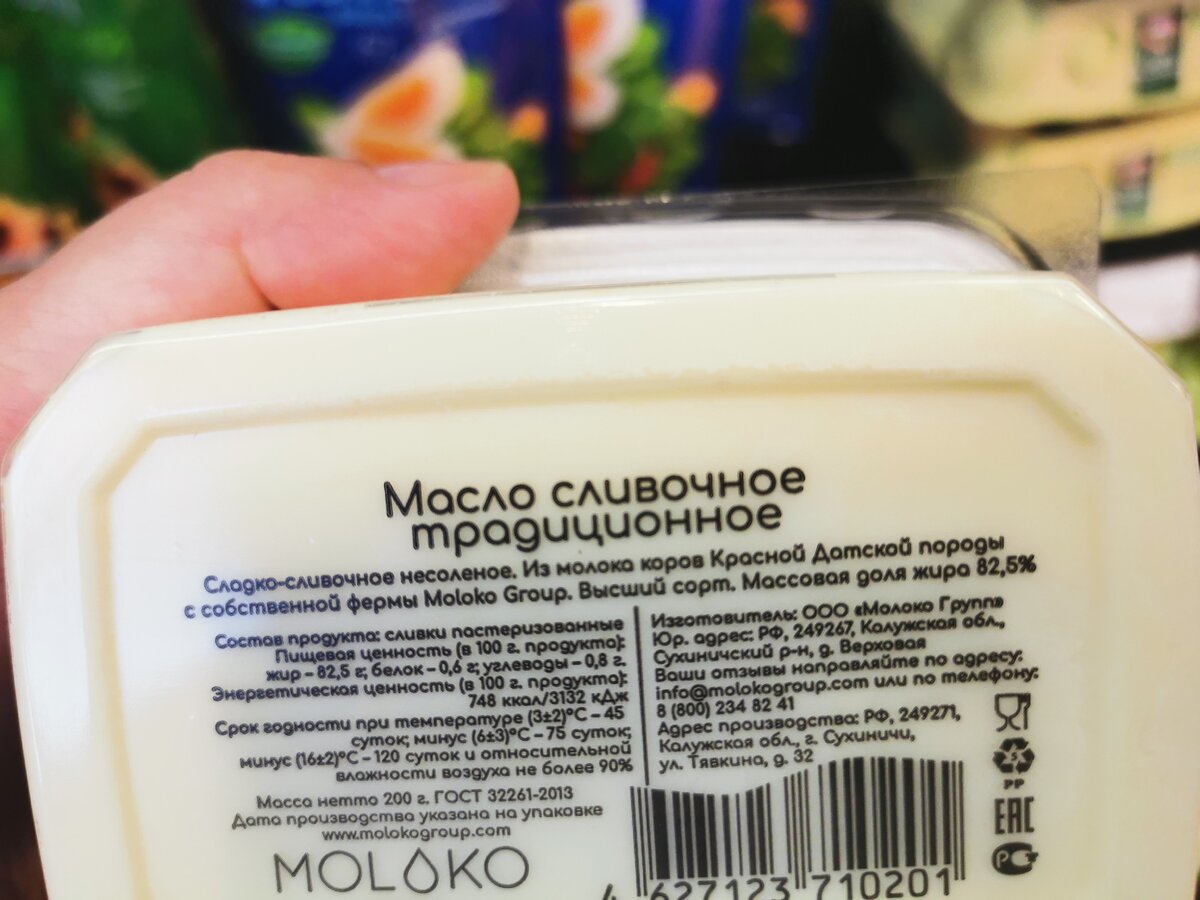 Масло сливочное
традиционное
Сладко-сливочное несоленое. Из молока коров Красной Датской породы
с собственной фермы Moloko Group. Высший сорт. Массовая доля жира 82,5%
Состав продукта: сливки пастеризованные
Пищевая ценность (в 100 г. продукта):
жир – 82,5 г; белок – 0,6 г; углеводы – 0,8 г.
Энергетическая ценность (в 100 г. продукта):
748 ккал/3132 кДж
Срок годности при температуре (3±2)°С – 45
суток; минус (6±3)°С – 75 суток;
минус (16±2)°С – 120 суток и относительной
влажности воздуха не более 90%
Масса нетто 200 г. ГОСТ 32261-2013
Дата производства указана на упаковке
www.molokogroup.com
MOLOKO
Изготовитель: ООО «Молоко Групп»
Юр. адрес: РФ, 249267, Калужская обл.,
Сухиничский р-н, д. Верховая
Ваши отзывы направляйте по адресу:
info@molokogroup.com или по телефону:
8 (800) 234 82 41
Адрес производства: РФ, 249271,
Калужская обл., г. Сухиничи,
ул. Тявкина, д. 32
5
PP
EAC
4 627123 710201